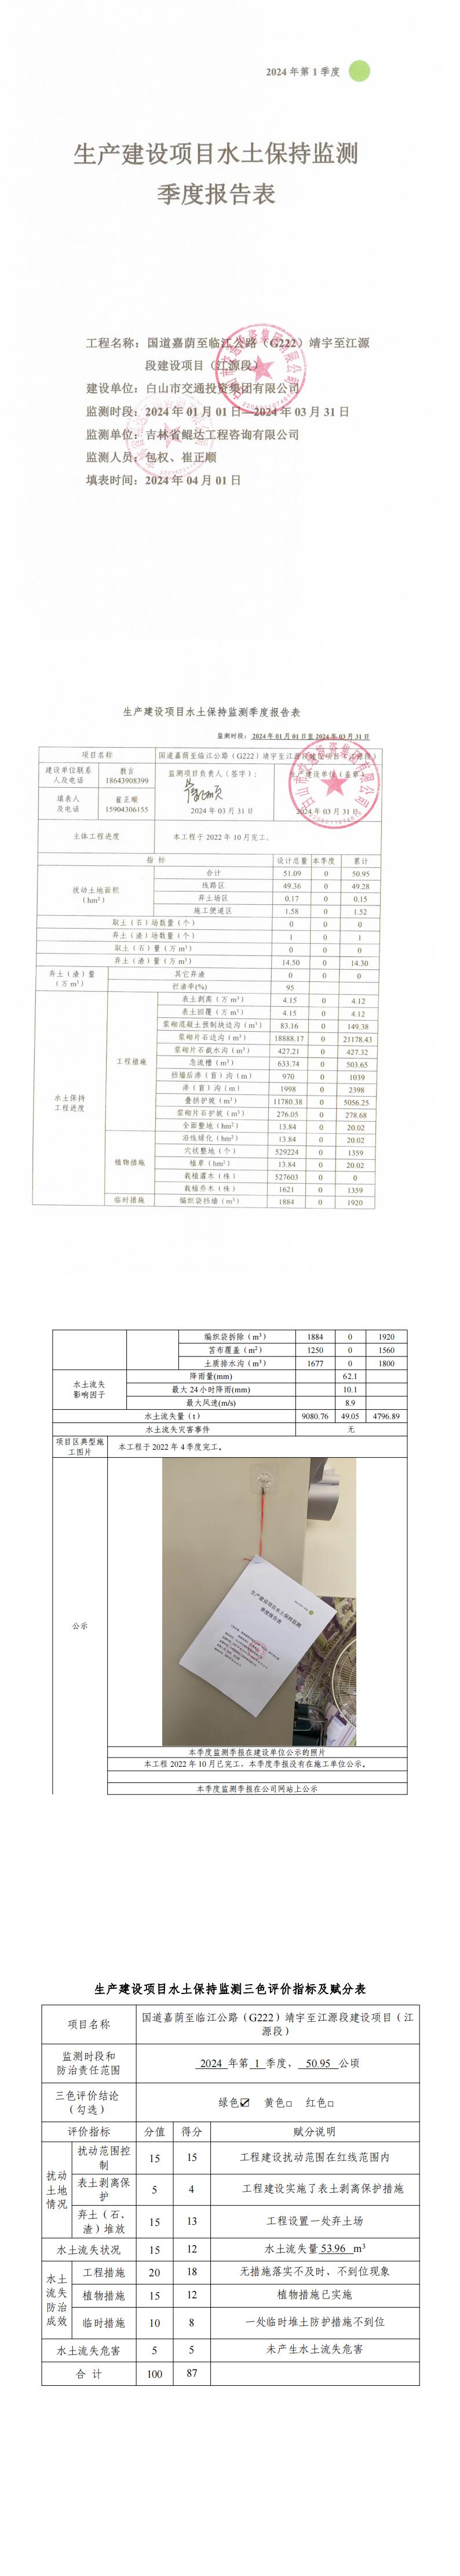 2024 年第 1 季度
生产建设项目水土保持监测
季度报告表
工程名称：国道嘉荫至临江公路（G222）靖宇至江源
段建设项目（江源段）
建设单位：白山市交通投资集团有限公司
监测时段：2024 年 01 月 01 日—2024 年 03 月 31 日
监测单位：吉林省鲲达工程咨询有限公司
监测人员：包权、崔正顺
填表时间：2024 年 04 月 01 日
生产建设项目水土保持监测季度报告表
监测时段：2024 年 01 月 01 日至 2024 年 03 月 31 日
项目名称 国道嘉荫至临江公路（G222）靖宇至江源段建设项目（江源段）
建设单位联系人及电话 数言 18643908399 监测项目负责人（签字）： 2024 年 03 月 31 日 生产建设单位（盖章） 2024 年 03 月 31 日
填表人及电话 崔正顺 15904306155
主体工程进度 本工程于 2022 年 10 月完工。
指 标 设计总量 本季度 累计
扰动土地面积（hm²） 合计 51.09 0 50.95
线路区 49.36 0 49.28
弃土场区 0.17 0 0.15
施工便道区 1.58 0 1.52
取土（石）场数量（个） 0 0 0
弃土（渣）场数量（个） 1 0 1
取土（石）量（万 m³） 0 0 0
弃土（渣）量（万 m³） 14.50 0 14.30
弃土（渣）量（万 m³） 其它弃渣 0 0 0
拦渣率(%) 95
水土保持工程进度 工程措施 表土剥离（万 m³） 4.15 0 4.12
表土回覆（万 m³） 4.15 0 4.12
浆砌混凝土预制块边沟（m³） 83.16 0 149.38
浆砌片石边沟（m³） 18888.17 0 21178.43
浆砌片石截水沟（m³） 427.21 0 427.32
急流槽（m³） 633.74 0 503.65
挡墙后渗（盲）沟（m） 970 0 1039
渗（盲）沟（m） 1998 0 2398
叠拱护坡（m³） 11780.38 0 5056.25
浆砌片石护坡（m³） 276.05 0 278.68
全面整地（hm²） 13.84 0 20.02
植物措施 沿线绿化（hm²） 13.84 0 20.02
穴状整地（个） 529224 0 1359
植草（hm²） 13.84 0 20.02
栽植灌木（株） 527603 0 0
栽植乔木（株） 1621 0 1359
临时措施 编织袋挡墙（m³） 1884 0 1920
编织袋拆除（m³） 1884 0 1920
苫布覆盖（m²） 1250 0 1560
土质排水沟（m³） 1677 0 1800
水土流失影响因子 降雨量(mm) 62.1
最大 24 小时降雨(mm) 10.1
最大风速(m/s) 8.9
水土流失量（t） 9080.76 49.05 4796.89
水土流失灾害事件 无
项目区典型施工图片 本工程于 2022 年 4 季度完工。
公示
生产建设项目水土保持监测
季度报告表
本季度监测季报在建设单位公示的照片
本工程 2022 年 10 月已完工，本季度季报没有在施工单位公示。
本季度监测季报在公司网站上公示
生产建设项目水土保持监测三色评价指标及赋分表
项目名称 国道嘉荫至临江公路（G222）靖宇至江源段建设项目（江源段）
监测时段和防治责任范围 2024 年第 1 季度， 50.95 公顷
三色评价结论（勾选） 绿色☑ 黄色□ 红色□
评价指标 分值 得分 赋分说明
扰动土地情况 扰动范围控制 15 15 工程建设扰动范围在红线范围内
表土剥离保护 5 4 工程建设实施了表土剥离保护措施
弃土（石、渣）堆放 15 13 工程设置一处弃土场
水土流失状况 15 12 水土流失量 53.96 m³
水土流失防治成效 工程措施 20 18 无措施落实不及时、不到位现象
植物措施 15 12 植物措施已实施
临时措施 10 8 一处临时堆土防护措施不到位
水土流失危害 5 5 未产生水土流失危害
合 计 100 87